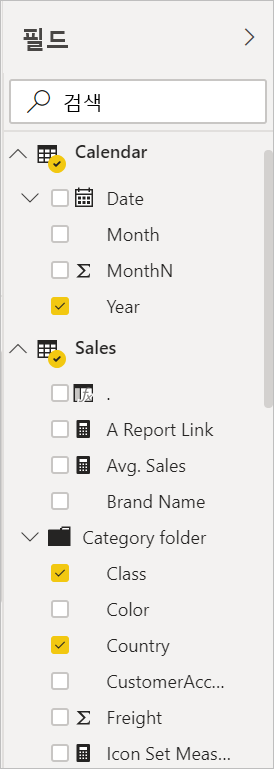 필드
검색
Calendar
Date
Month
Σ MonthN
Year
Sales
.
A Report Link
Avg. Sales
Brand Name
Category folder
Class
Color
Country
CustomerAcc...
Σ Freight
Icon Set Meas...